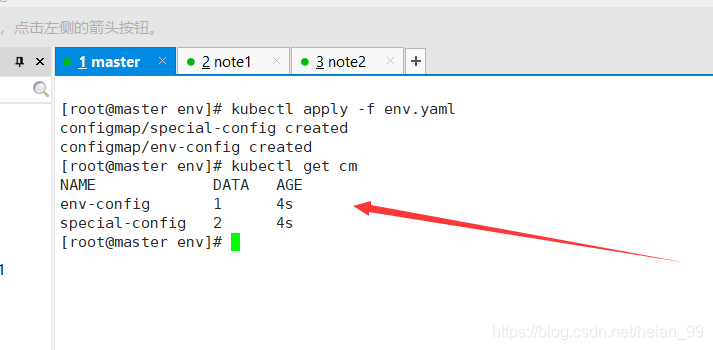 ，点击左侧的箭头按钮。
1 master
2 note1
3 note2
[root@master env]# kubectl apply -f env.yaml
configmap/special-config created
configmap/env-config created
[root@master env]# kubectl get cm
NAME DATA AGE
env-config 1 4s
special-config 2 4s
[root@master env]#
1
https://blog.csdn.net/heian_99